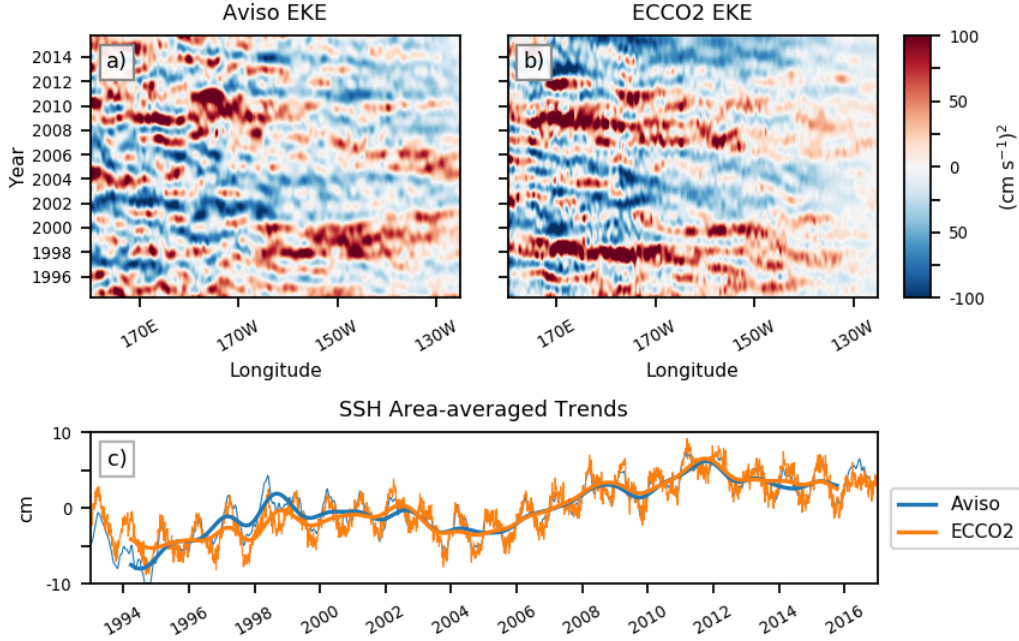 Aviso EKE
ECCO2 EKE
a)
b)
Year
2014
2012
2010
2008
2006
2004
2002
2000
1998
1996
170E
170W
150W
130W
Longitude
170E
170W
150W
130W
Longitude
100
50
0
50
-100
(cm s⁻¹)²
SSH Area-averaged Trends
c)
cm
10
0
-10
1994
1996
1998
2000
2002
2004
2006
2008
2010
2012
2014
2016
Aviso
ECCO2